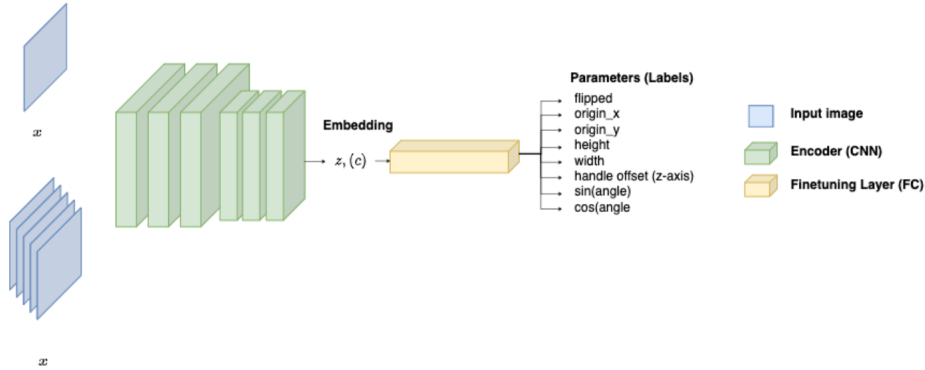 x
x
Embedding
z, (c)
Parameters (Labels)
flipped
origin_x
origin_y
height
width
handle offset (z-axis)
sin(angle)
cos(angle
Input image
Encoder (CNN)
Finetuning Layer (FC)